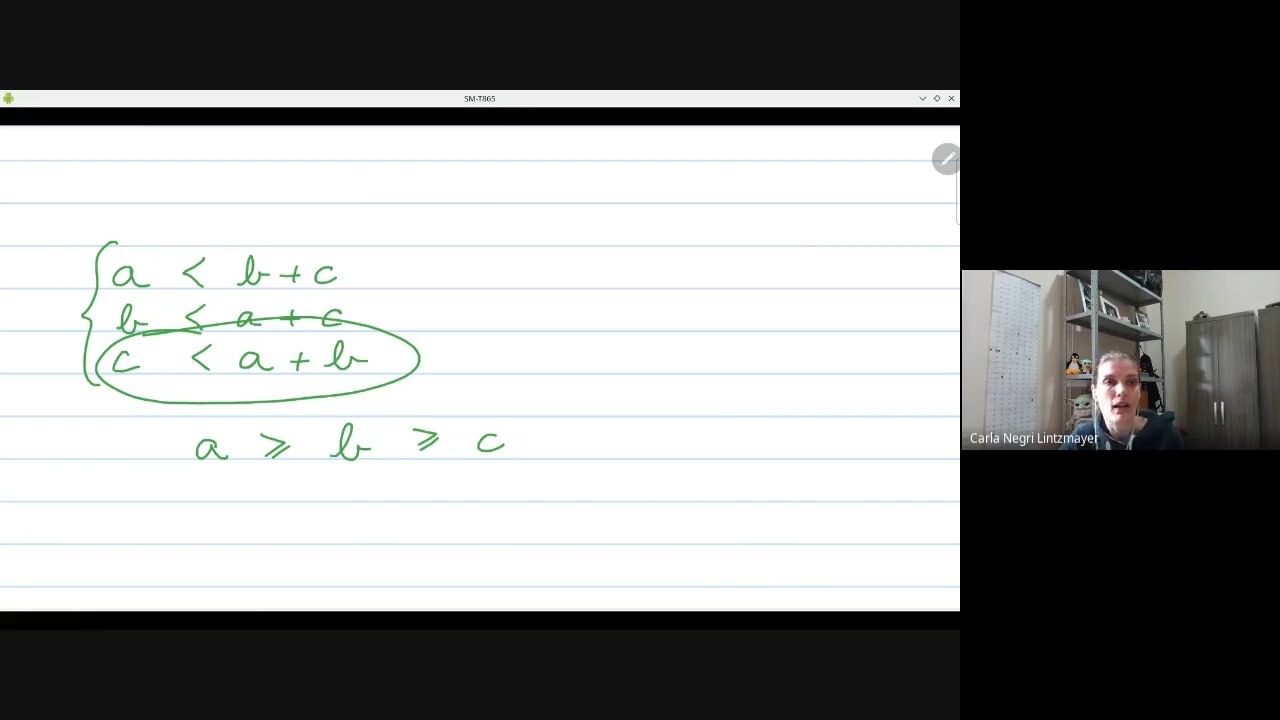 SM-T865
a < b + c
b < a + c
c < a + b
a ⩾ b ⩾ c
Carla Negri Lintzmayer